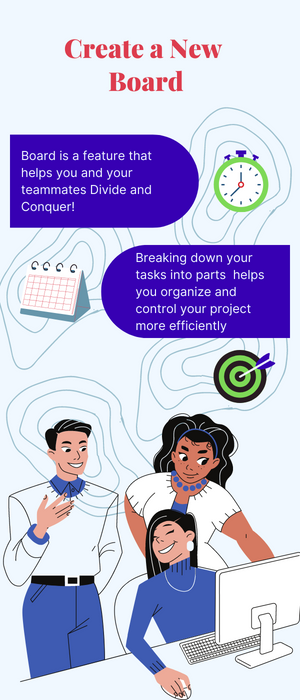 Create a New
Board
Board is a feature that
helps you and your
teammates Divide and
Conquer!
Breaking down your
tasks into parts helps
you organize and
control your project
more efficiently